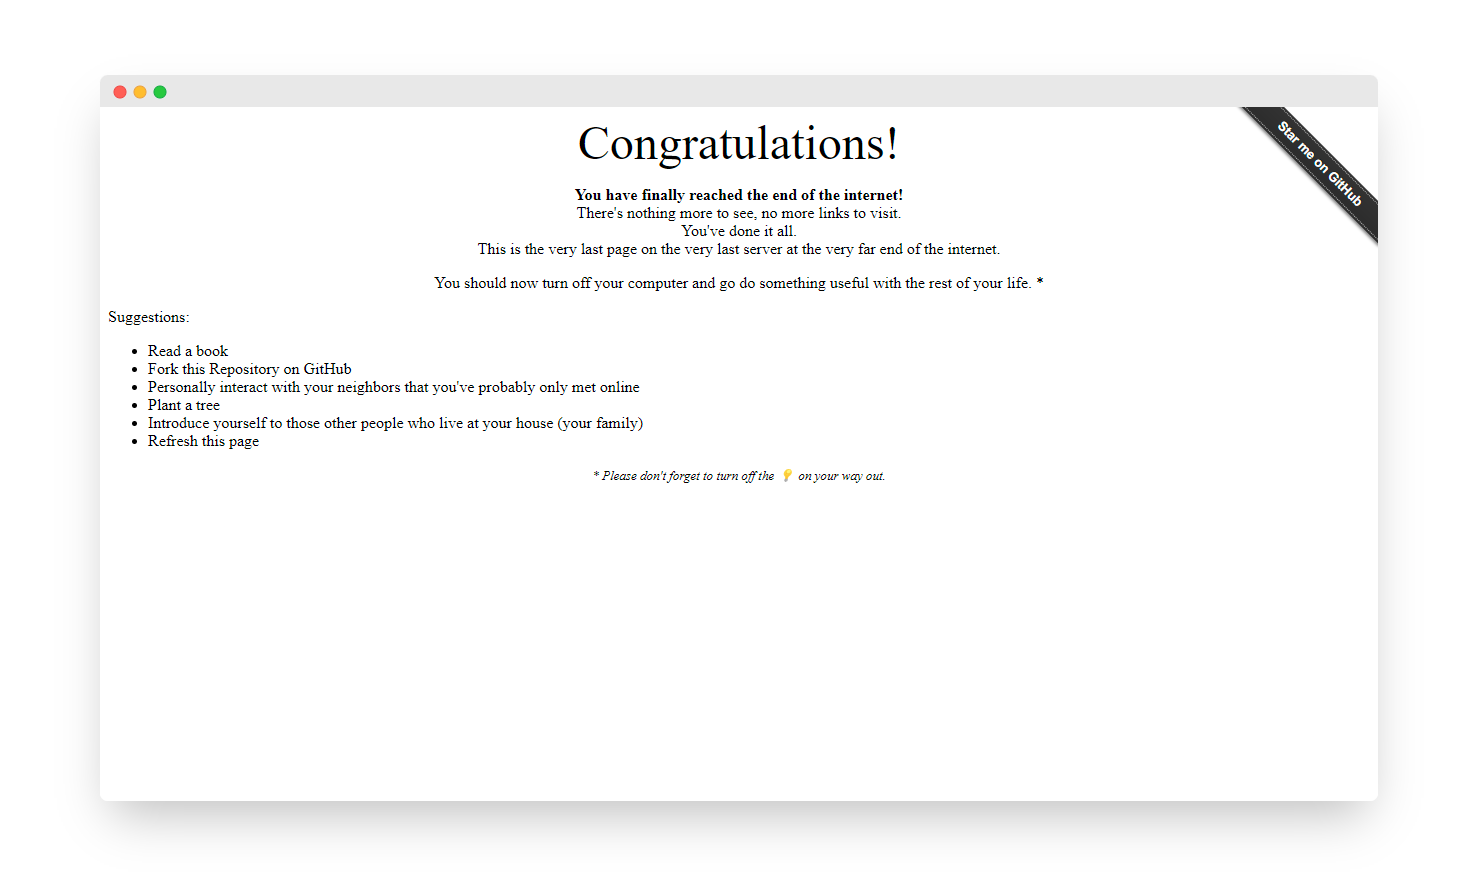 Congratulations!
Star me on GitHub
You have finally reached the end of the internet!
There's nothing more to see, no more links to visit.
You've done it all.
This is the very last page on the very last server at the very far end of the internet.
You should now turn off your computer and go do something useful with the rest of your life. *
Suggestions:
• Read a book
• Fork this Repository on GitHub
• Personally interact with your neighbors that you've probably only met online
• Plant a tree
• Introduce yourself to those other people who live at your house (your family)
• Refresh this page
* Please don't forget to turn off the 💡 on your way out.